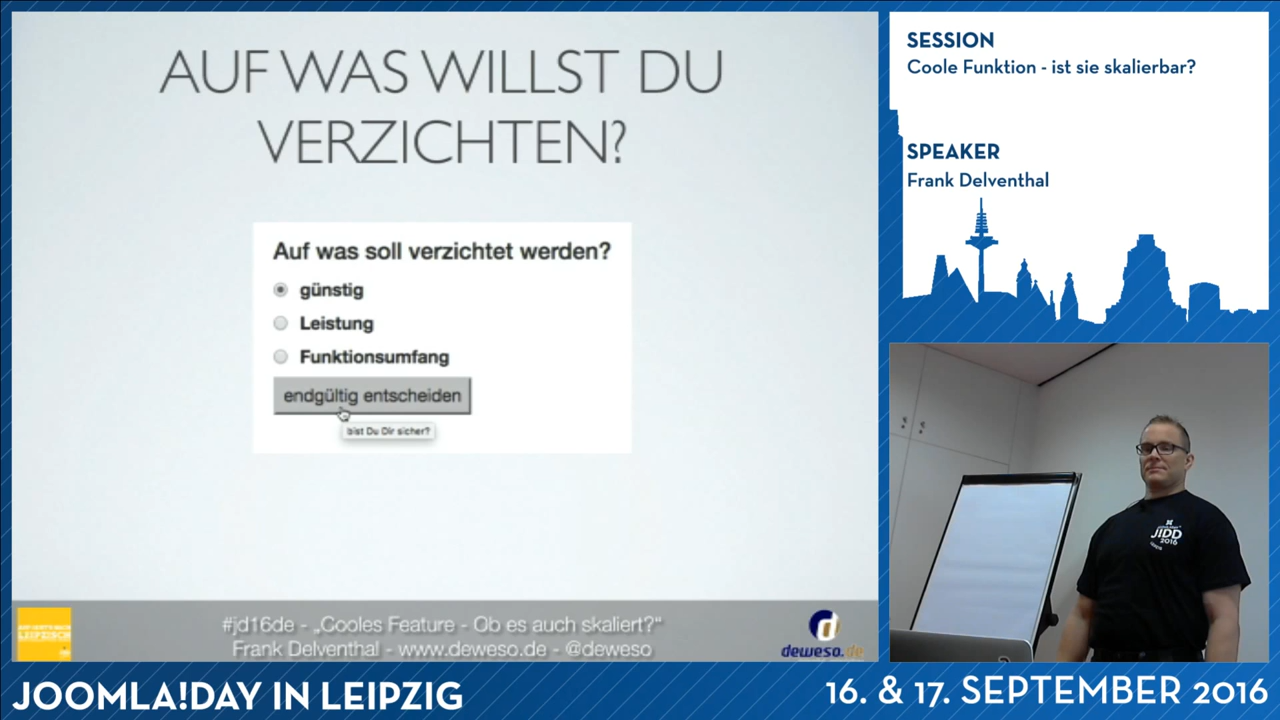 AUF WAS WILLST DU
VERZICHTEN?
Auf was soll verzichtet werden?
günstig
Leistung
Funktionsumfang
endgültig entscheiden
bist Du Dir sicher?
#jd16de - „Cooles Feature - Ob es auch skaliert?“
Frank Delventhal - www.deweso.de - @deweso
deweso.de
SESSION
Coole Funktion - ist sie skalierbar?
SPEAKER
Frank Delventhal
JIDD
2016
JOOMLA!DAY IN LEIPZIG
16. & 17. SEPTEMBER 2016